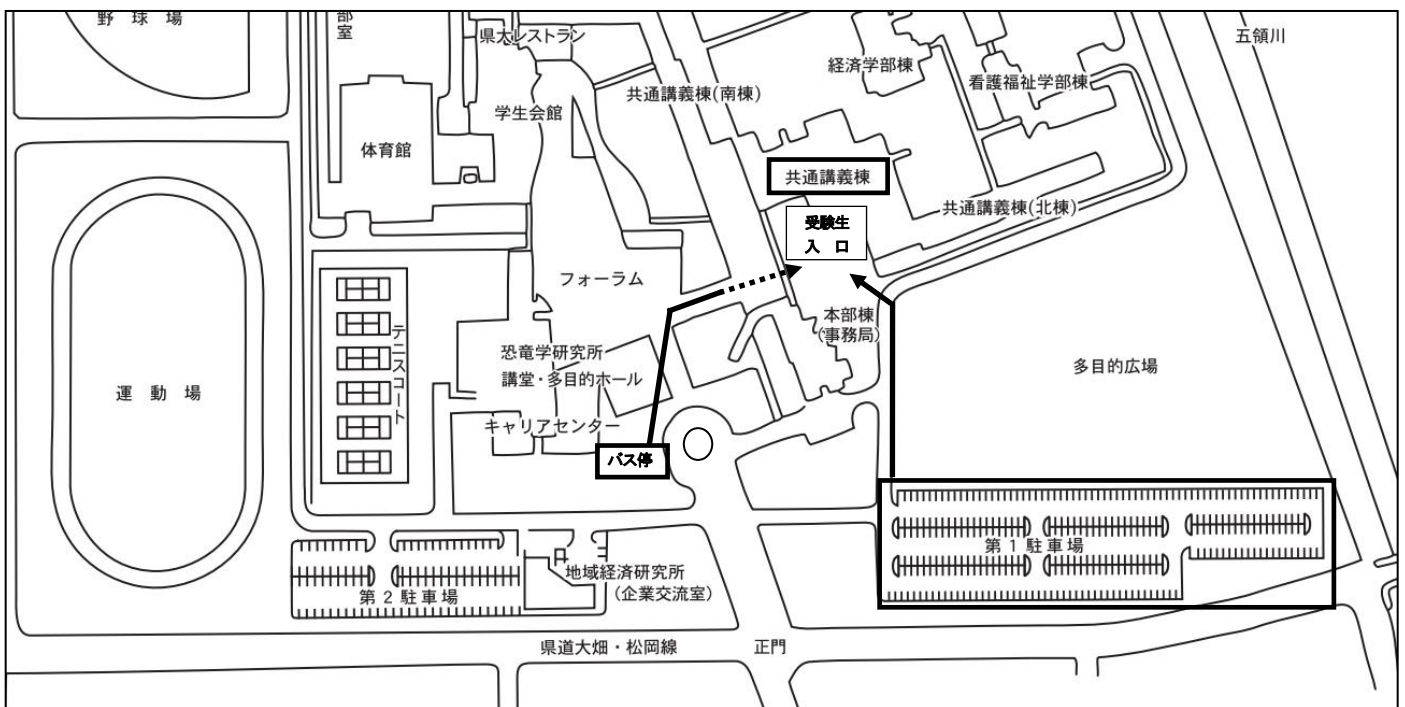 野球場
部室
県大レストラン
五領川
経済学部棟
看護福祉学部棟
共通講義棟(南棟)
学生会館
体育館
共通講義棟
共通講義棟(北棟)
受験生
入口
フォーラム
本部棟
(事務局)
テニスコート
恐竜学研究所
講堂・多目的ホール
多目的広場
運動場
キャリアセンター
バス停
第1駐車場
地域経済研究所
(企業交流室)
第2駐車場
県道大畑・松岡線
正門